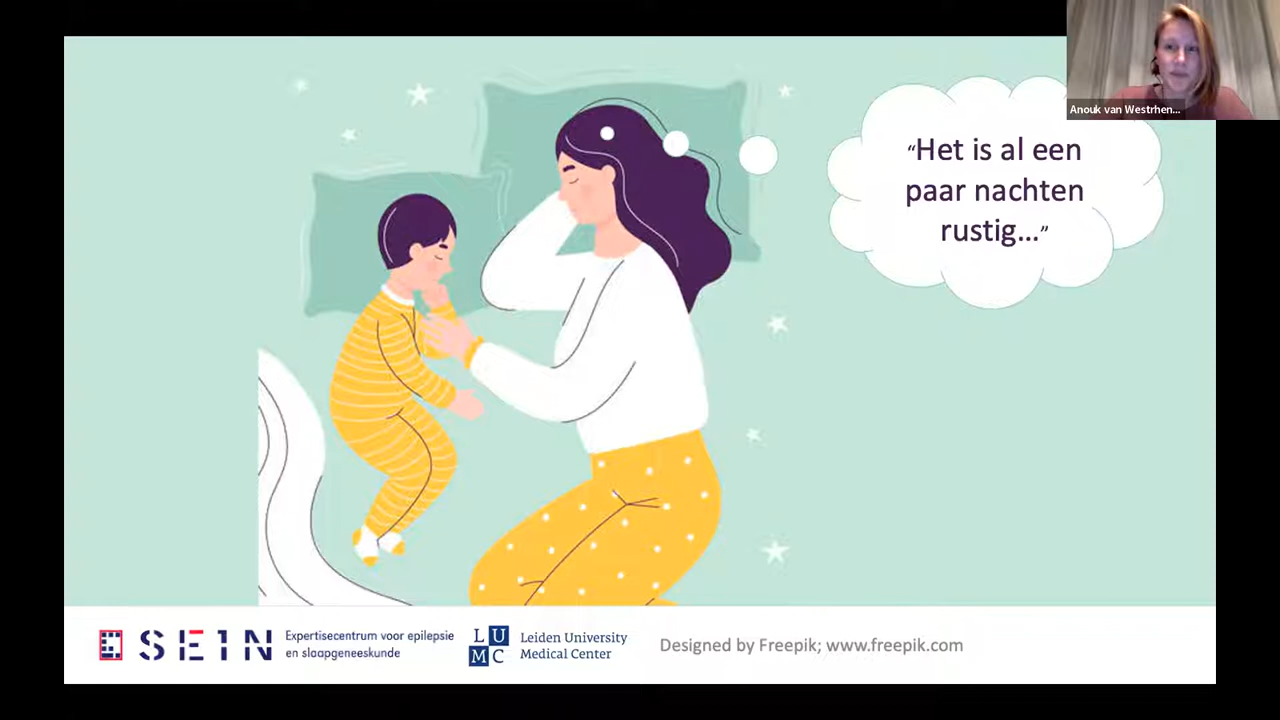 Anouk van Westrhen...
“Het is al een
paar nachten
rustig...”
SEIN
Expertisecentrum voor epilepsie
en slaapgeneeskunde
LU
MC
Leiden University
Medical Center
Designed by Freepik; www.freepik.com